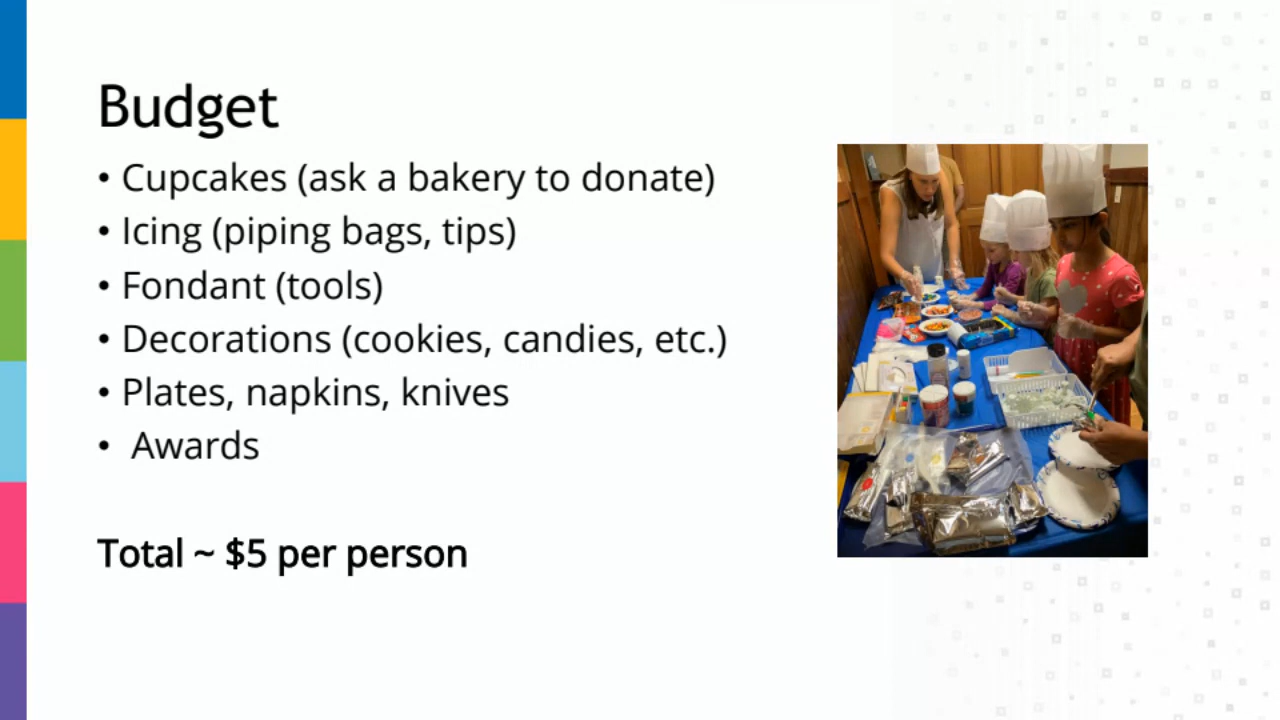 Budget
• Cupcakes (ask a bakery to donate)
• Icing (piping bags, tips)
• Fondant (tools)
• Decorations (cookies, candies, etc.)
• Plates, napkins, knives
• Awards
Total ~ $5 per person